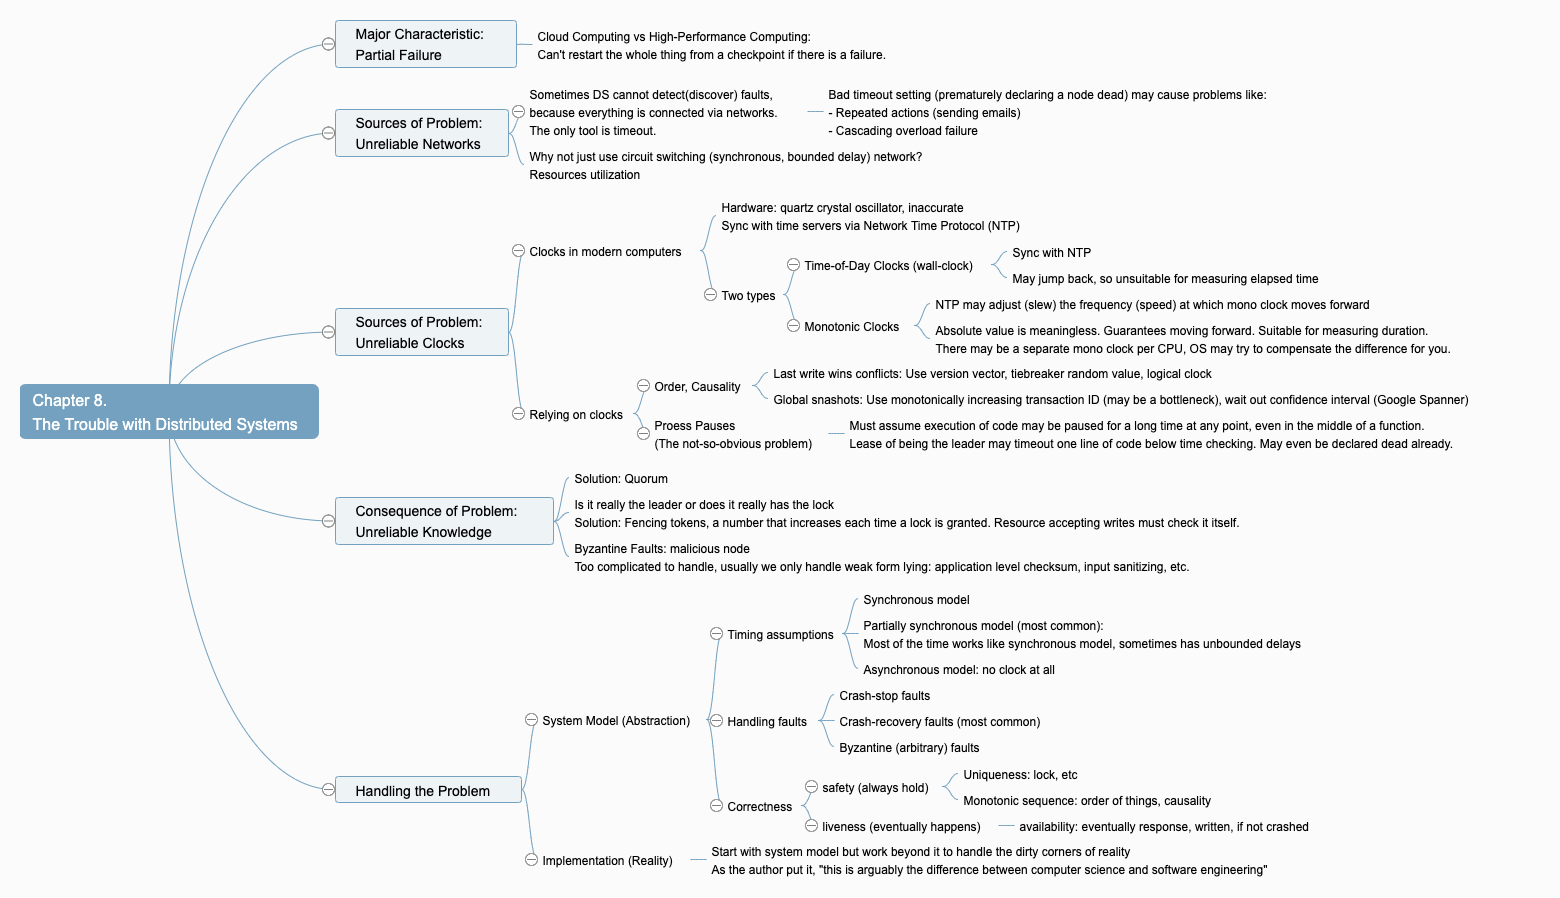 Major Characteristic:
Partial Failure
Cloud Computing vs High-Performance Computing:
Can't restart the whole thing from a checkpoint if there is a failure.
Sources of Problem:
Unreliable Networks
Sometimes DS cannot detect(discover) faults,
because everything is connected via networks.
The only tool is timeout.
Bad timeout setting (prematurely declaring a node dead) may cause problems like:
- Repeated actions (sending emails)
- Cascading overload failure
Why not just use circuit switching (synchronous, bounded delay) network?
Resources utilization
Sources of Problem:
Unreliable Clocks
Clocks in modern computers
Hardware: quartz crystal oscillator, inaccurate
Sync with time servers via Network Time Protocol (NTP)
Two types
Time-of-Day Clocks (wall-clock)
Sync with NTP
May jump back, so unsuitable for measuring elapsed time
Monotonic Clocks
NTP may adjust (slew) the frequency (speed) at which mono clock moves forward
Absolute value is meaningless. Guarantees moving forward. Suitable for measuring duration.
There may be a separate mono clock per CPU, OS may try to compensate the difference for you.
Relying on clocks
Order, Causality
Last write wins conflicts: Use version vector, tiebreaker random value, logical clock
Global snashots: Use monotonically increasing transaction ID (may be a bottleneck), wait out confidence interval (Google Spanner)
Proess Pauses
(The not-so-obvious problem)
Must assume execution of code may be paused for a long time at any point, even in the middle of a function.
Lease of being the leader may timeout one line of code below time checking. May even be declared dead already.
Chapter 8.
The Trouble with Distributed Systems
Consequence of Problem:
Unreliable Knowledge
Solution: Quorum
Is it really the leader or does it really has the lock
Solution: Fencing tokens, a number that increases each time a lock is granted. Resource accepting writes must check it itself.
Byzantine Faults: malicious node
Too complicated to handle, usually we only handle weak form lying: application level checksum, input sanitizing, etc.
Handling the Problem
System Model (Abstraction)
Timing assumptions
Synchronous model
Partially synchronous model (most common):
Most of the time works like synchronous model, sometimes has unbounded delays
Asynchronous model: no clock at all
Handling faults
Crash-stop faults
Crash-recovery faults (most common)
Byzantine (arbitrary) faults
Correctness
safety (always hold)
Uniqueness: lock, etc
Monotonic sequence: order of things, causality
liveness (eventually happens)
availability: eventually response, written, if not crashed
Implementation (Reality)
Start with system model but work beyond it to handle the dirty corners of reality
As the author put it, "this is arguably the difference between computer science and software engineering"